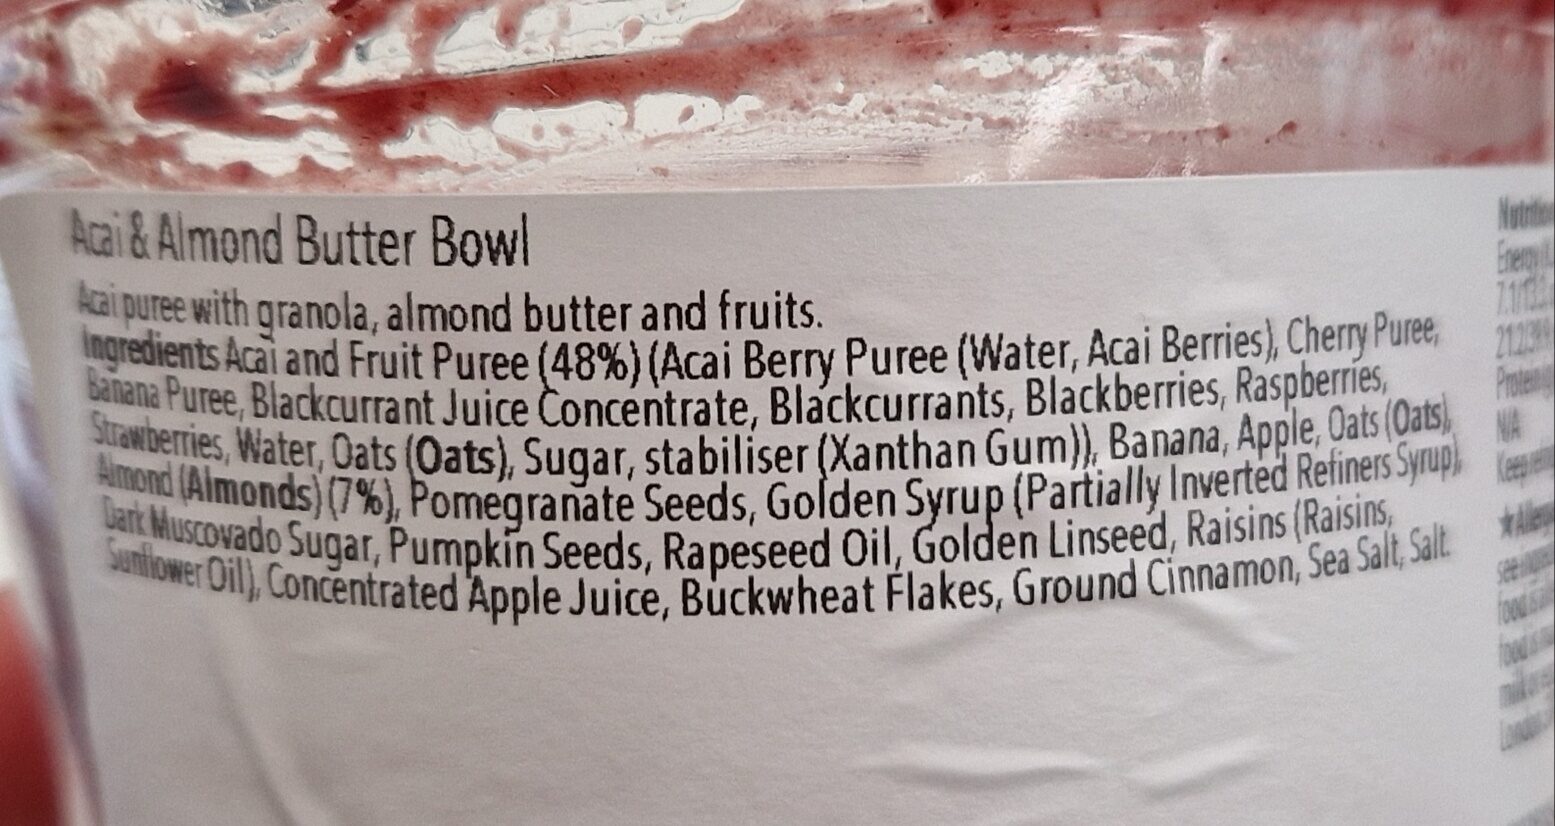 Acai & Almond Butter Bowl
Acai puree with granola, almond butter and fruits.
Ingredients Acai and Fruit Puree (48%) (Acai Berry Puree (Water, Acai Berries), Cherry Puree,
Banana Puree, Blackcurrant Juice Concentrate, Blackcurrants, Blackberries, Raspberries,
Strawberries, Water, Oats (Oats), Sugar, stabiliser (Xanthan Gum)), Banana, Apple, Oats (Oats),
Almond (Almonds) (7%), Pomegranate Seeds, Golden Syrup (Partially Inverted Refiners Syrup),
Dark Muscovado Sugar, Pumpkin Seeds, Rapeseed Oil, Golden Linseed, Raisins (Raisins,
Sunflower Oil), Concentrated Apple Juice, Buckwheat Flakes, Ground Cinnamon, Sea Salt, Salt.
Energy
N/A
Keep